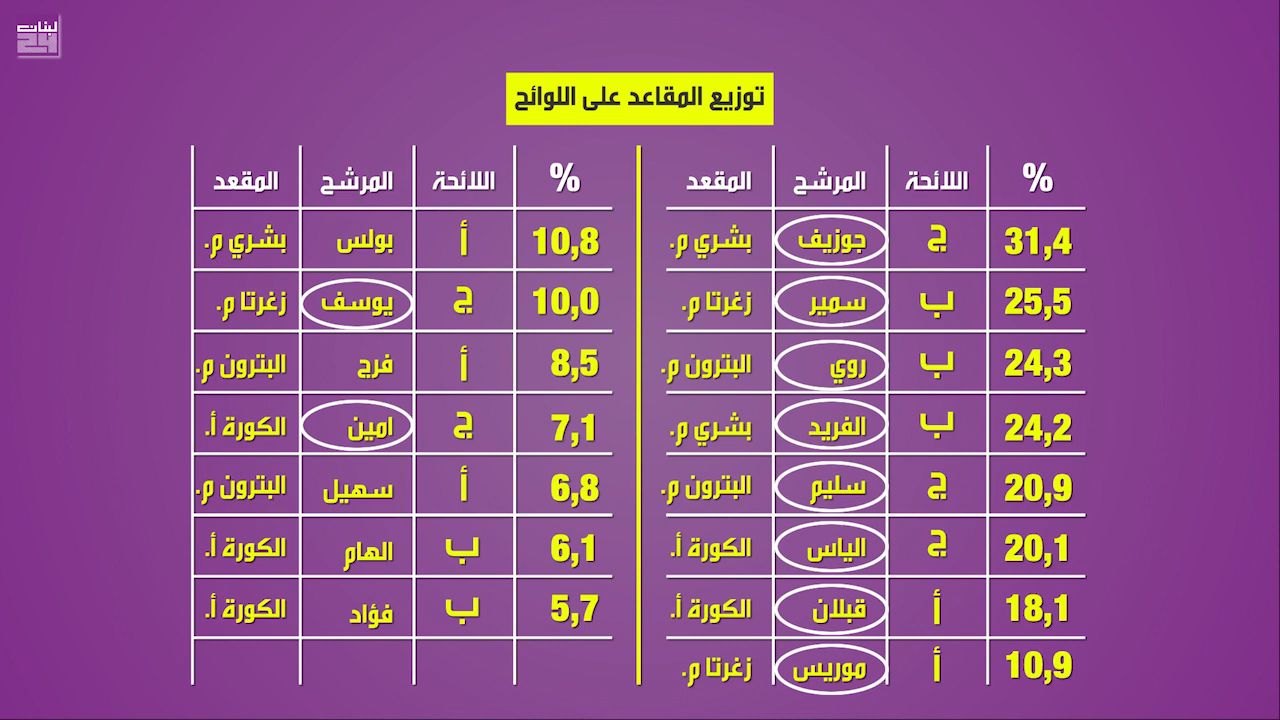 لبنان
24
توزيع المقاعد على اللوائح
% اللائحة المرشح المقعد
31,4 ج جوزيف بشري م.
25,5 ب سمير زغرتا م.
24,3 ب روي البترون م.
24,2 ب الفريد بشري م.
20,9 ج سليم البترون م.
20,1 ج الياس الكورة أ.
18,1 أ قبلان الكورة أ.
10,9 أ موريس زغرتا م.
% اللائحة المرشح المقعد
10,8 أ بولس بشري م.
10,0 ج يوسف زغرتا م.
8,5 أ فرج البترون م.
7,1 ج امين الكورة أ.
6,8 أ سهيل البترون م.
6,1 ب الهام الكورة أ.
5,7 ب فؤاد الكورة أ.